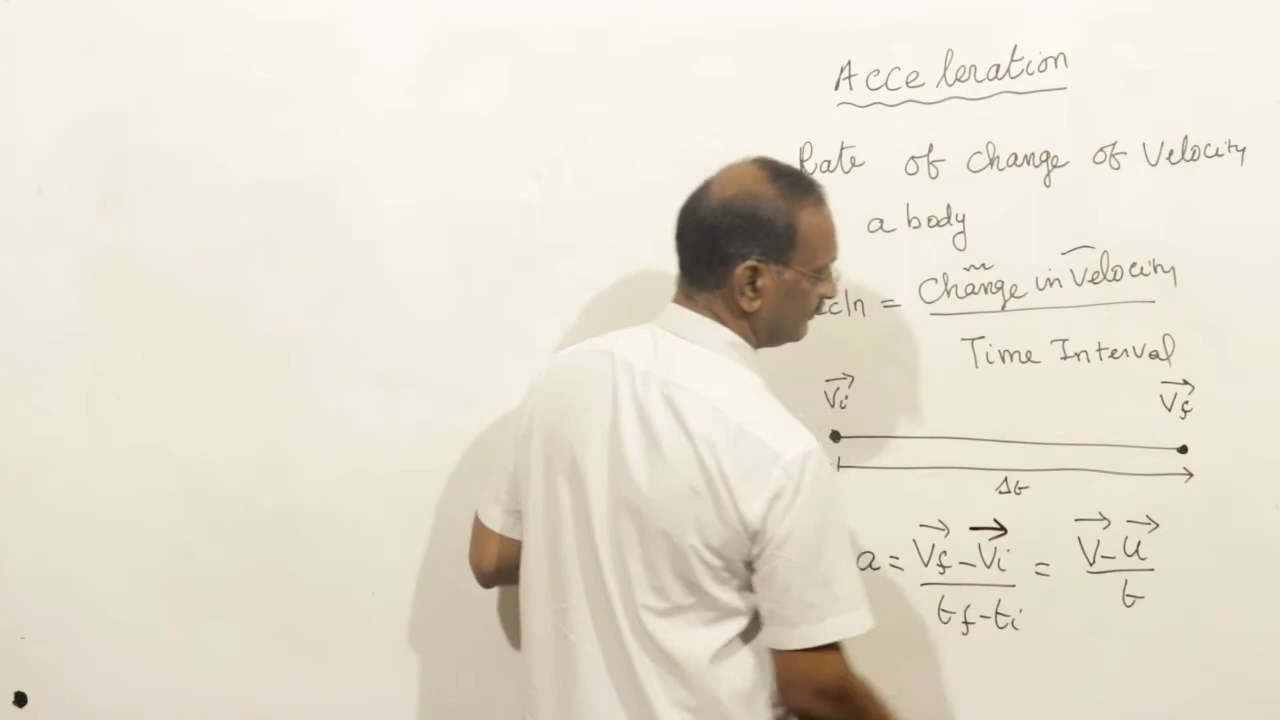 Acceleration
Rate of change of Velocity
a body
ccln = Change in Velocity
Time Interval
Vi Vf
Δt
a = Vf - Vi = V - u
tf - ti t